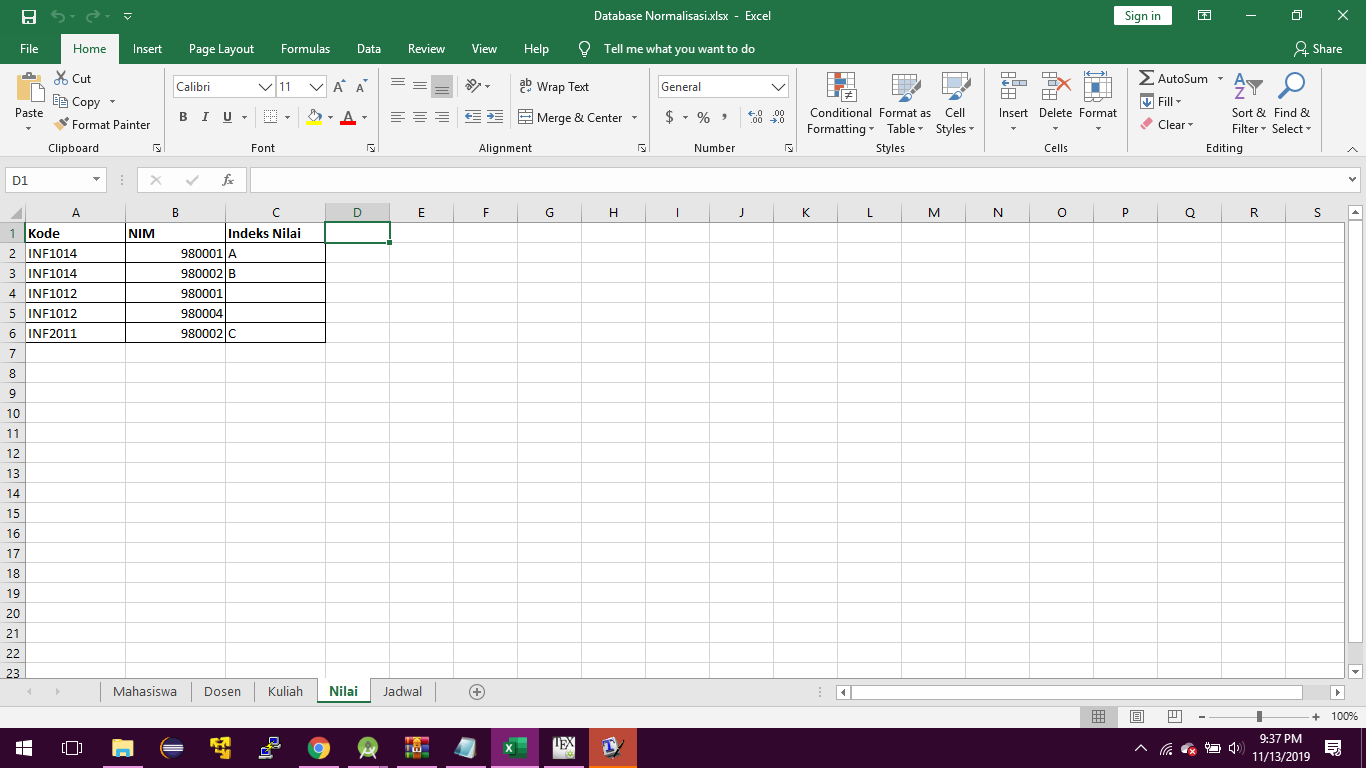 Database Normalisasi.xlsx - Excel
Sign in
File Home Insert Page Layout Formulas Data Review View Help Tell me what you want to do Share
Paste
Cut
Copy
Format Painter
Clipboard
Calibri 11
B I U
Font
Wrap Text
Merge & Center
Alignment
General
$ % ,
Number
Conditional Formatting
Format as Table
Cell Styles
Styles
Insert Delete Format
Cells
AutoSum
Fill
Clear
Sort & Filter
Find & Select
Editing
D1
fx
A B C D E F G H I J K L M N O P Q R S
1 Kode NIM Indeks Nilai
2 INF1014 980001 A
3 INF1014 980002 B
4 INF1012 980001
5 INF1012 980004
6 INF2011 980002 C
7
8
9
10
11
12
13
14
15
16
17
18
19
20
21
22
23
Mahasiswa Dosen Kuliah Nilai Jadwal
100%
9:37 PM
11/13/2019